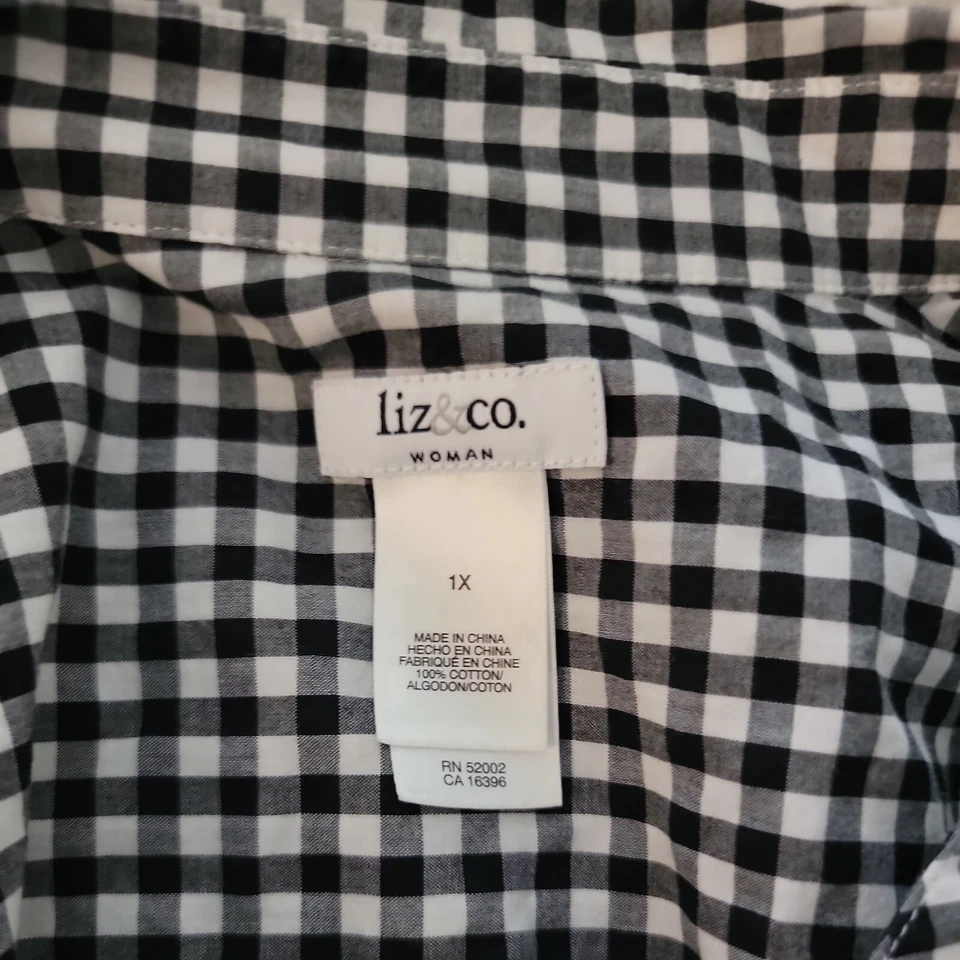 liz&co.
WOMAN
1X
MADE IN CHINA
HECHO EN CHINA
FABRIQUÉ EN CHINE
100% COTTON/
ALGODON/COTON
RN 52002
CA 16396